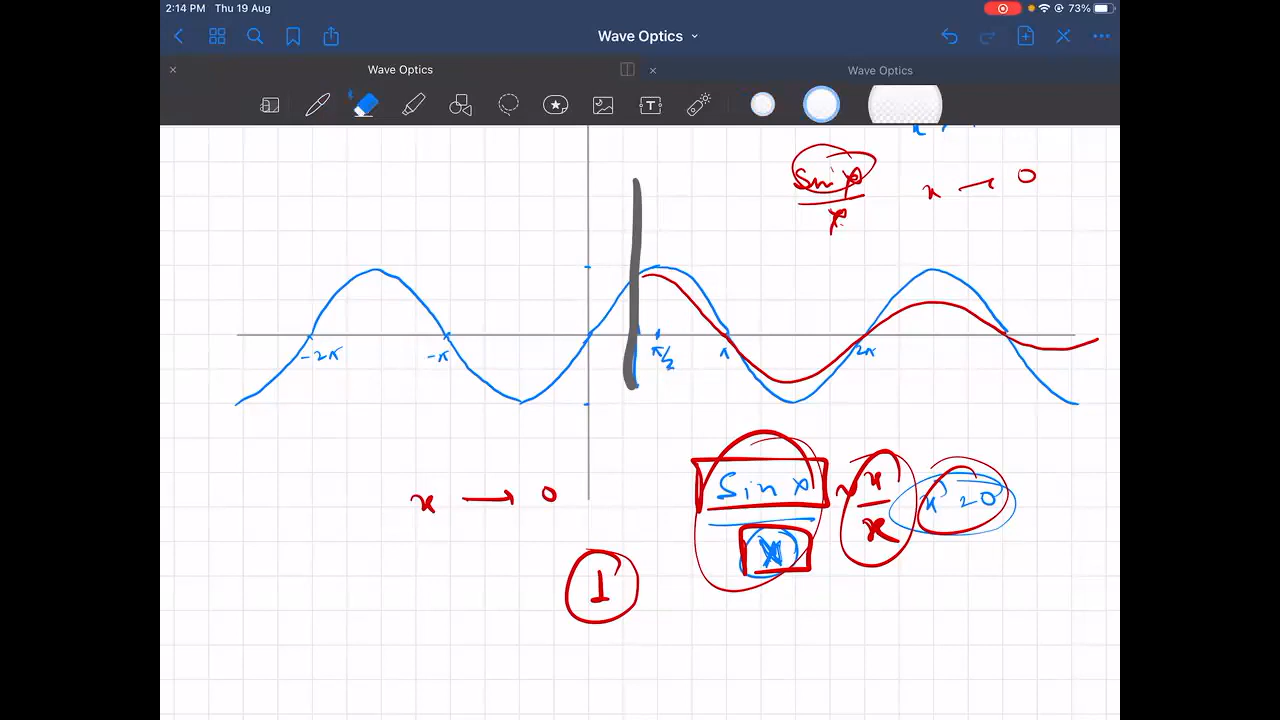 2:14 PM Thu 19 Aug
73%
Wave Optics
Wave Optics
Wave Optics
sin x
x
x → 0
-2π
-π
π/2
π
2π
x → 0
sin x
x
x
x
x → 0
1